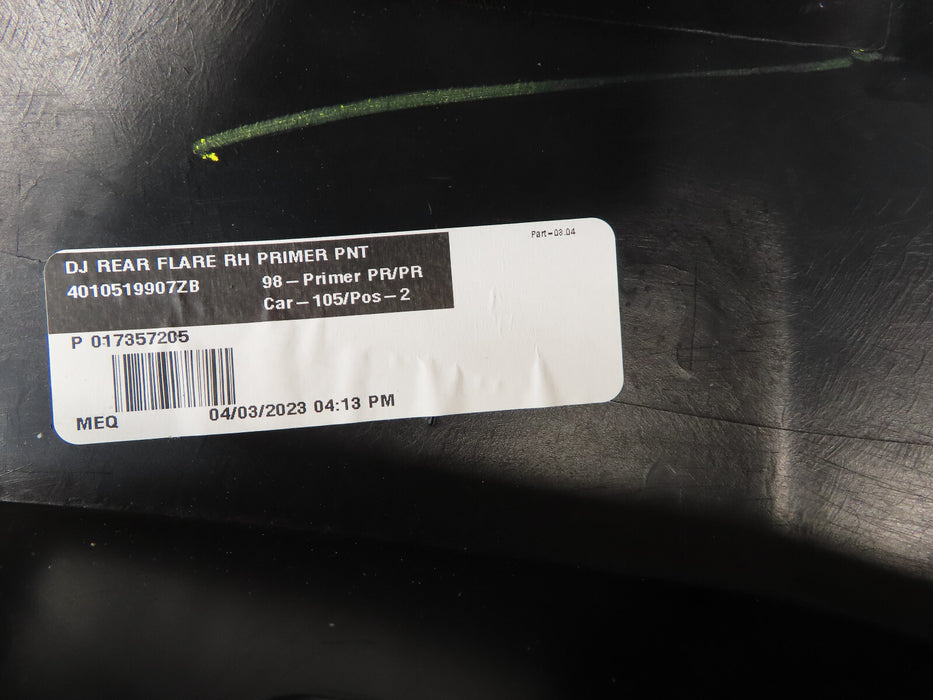 Part-03.04
DJ REAR FLARE RH PRIMER PNT
4010519907ZB
98-Primer PR/PR
Car-105/Pos-2
P 017357205
MEQ
04/03/2023 04:13 PM